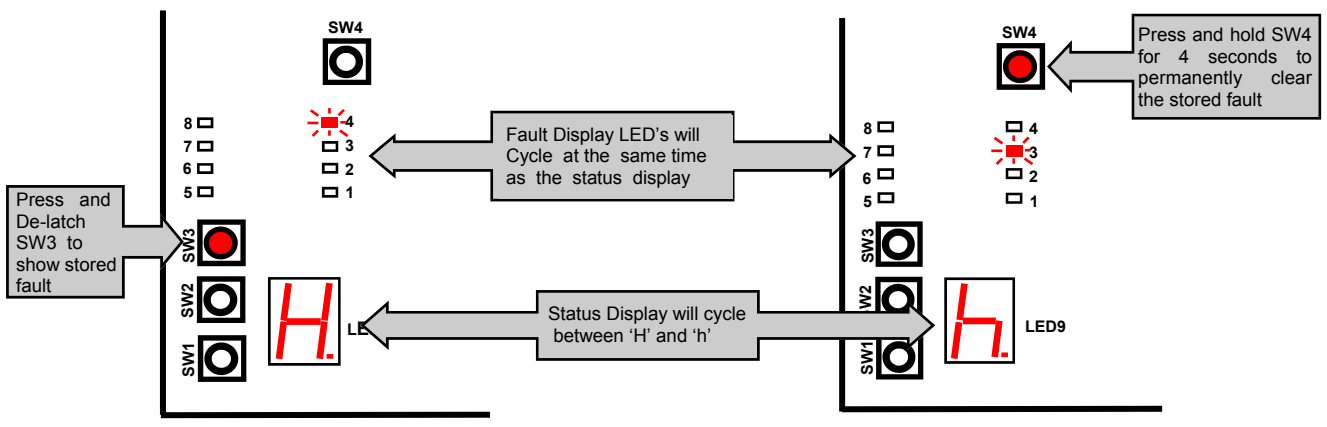 SW4
8
7
6
5
4
3
2
1
Press and
De-latch
SW3 to
show stored
fault
SW3
SW2
SW1
LE
Fault Display LED's will
Cycle at the same time
as the status display
Status Display will cycle
between ‘H’ and ‘h’
SW4
Press and hold SW4
for 4 seconds to
permanently clear
the stored fault
8
7
6
5
4
3
2
1
SW3
SW2
SW1
H.
h.
LED9